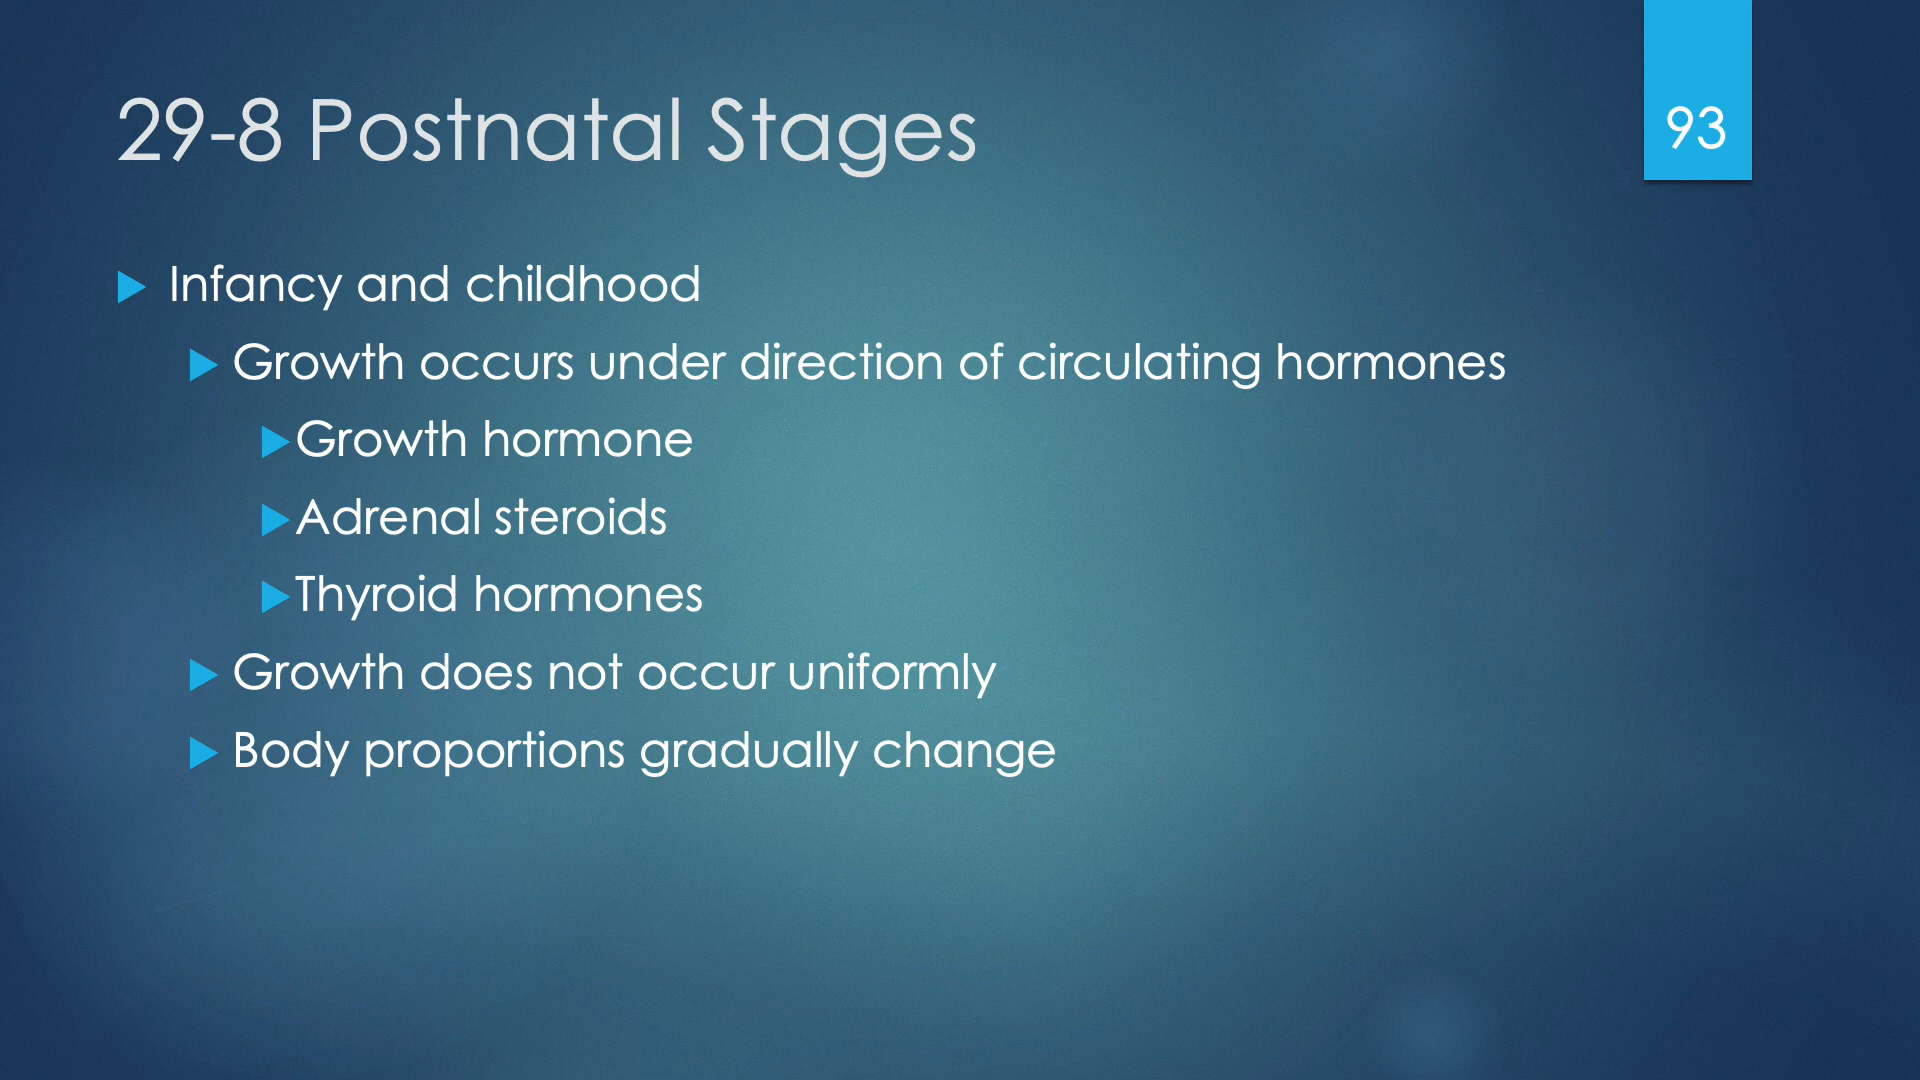 29-8 Postnatal Stages
93
Infancy and childhood
Growth occurs under direction of circulating hormones
Growth hormone
Adrenal steroids
Thyroid hormones
Growth does not occur uniformly
Body proportions gradually change